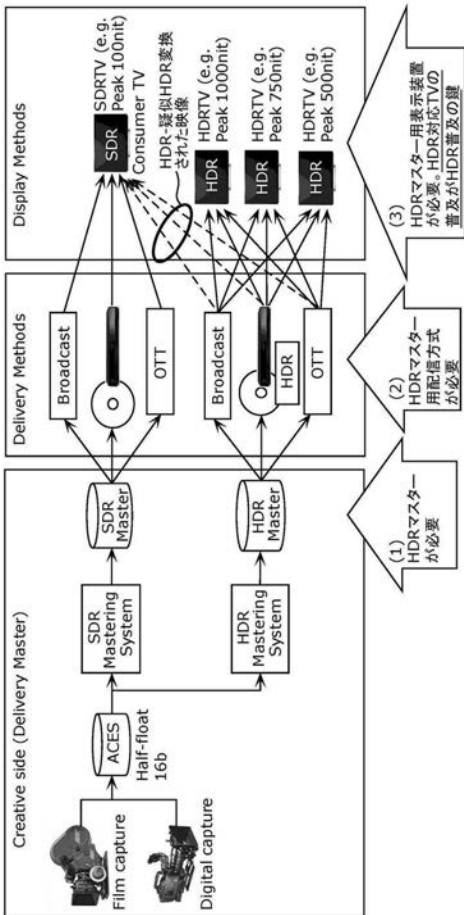 Creative side (Delivery Master)
Film capture
Digital capture
ACES
Half-float
16b
SDR
Mastering
System
SDR
Master
HDR
Mastering
System
HDR
Master
Delivery Methods
Broadcast
OTT
Broadcast
HDR
OTT
Display Methods
SDR
SDRTV (e.g.
Peak 100nit)
Consumer TV
HDR-疑似HDR変換
された映像
HDR
HDRTV (e.g.
Peak 1000nit)
HDR
HDRTV (e.g.
Peak 750nit)
HDR
HDRTV (e.g.
Peak 500nit)
(1)
HDRマスター
が必要
(2)
HDRマスター
用配信方式
が必要
(3)
HDRマスター用表示装置
が必要。HDR対応TVの
普及がHDR普及の鍵